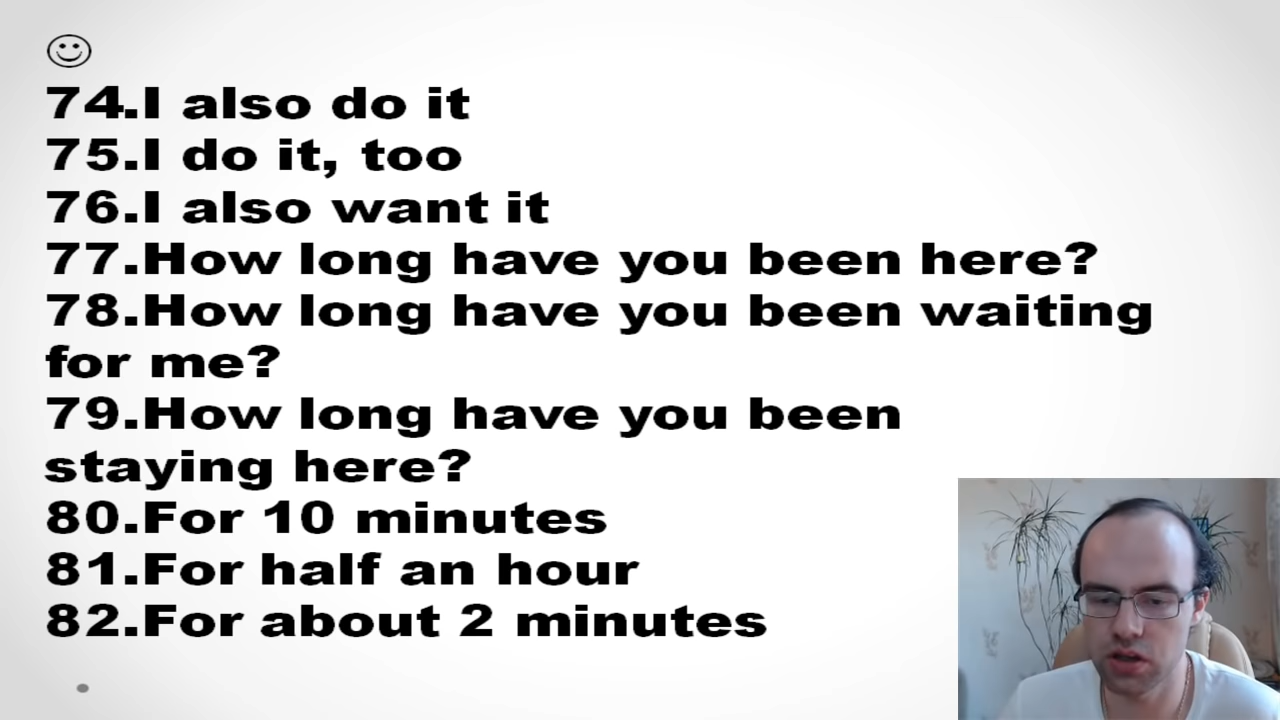 74.I also do it
75.I do it, too
76.I also want it
77.How long have you been here?
78.How long have you been waiting
for me?
79.How long have you been
staying here?
80.For 10 minutes
81.For half an hour
82.For about 2 minutes